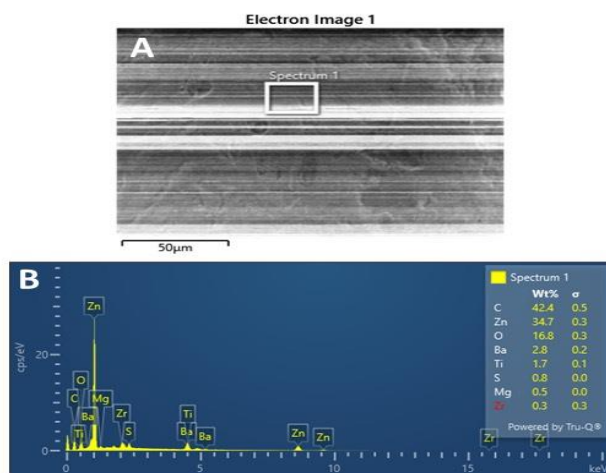 Electron Image 1
A
Spectrum 1
50µm
B
Spectrum 1
Wt% σ
C 42.4 0.5
Zn 34.7 0.3
O 16.8 0.3
Ba 2.8 0.2
Ti 1.7 0.1
S 0.8 0.0
Mg 0.5 0.0
Zr 0.3 0.3
Powered by Tru-Q®
cps/eV
20
0
Zn
O
C
Mg
Ba
Ti
Zr
S
Ti
Ba
Ba
Zn
Zn
Zr
Zr
0 5 10 15 keV